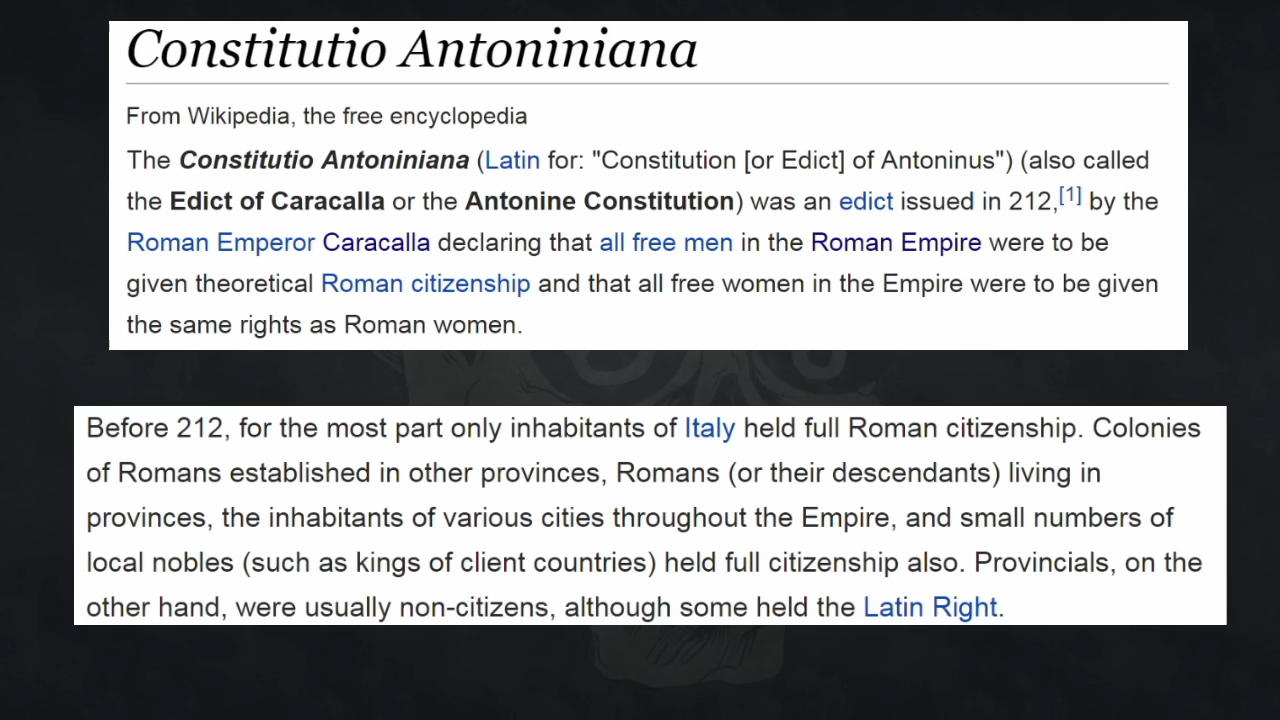 Constitutio Antoniniana
From Wikipedia, the free encyclopedia
The Constitutio Antoniniana (Latin for: "Constitution [or Edict] of Antoninus") (also called
the Edict of Caracalla or the Antonine Constitution) was an edict issued in 212,[1] by the
Roman Emperor Caracalla declaring that all free men in the Roman Empire were to be
given theoretical Roman citizenship and that all free women in the Empire were to be given
the same rights as Roman women.
Before 212, for the most part only inhabitants of Italy held full Roman citizenship. Colonies
of Romans established in other provinces, Romans (or their descendants) living in
provinces, the inhabitants of various cities throughout the Empire, and small numbers of
local nobles (such as kings of client countries) held full citizenship also. Provincials, on the
other hand, were usually non-citizens, although some held the Latin Right.